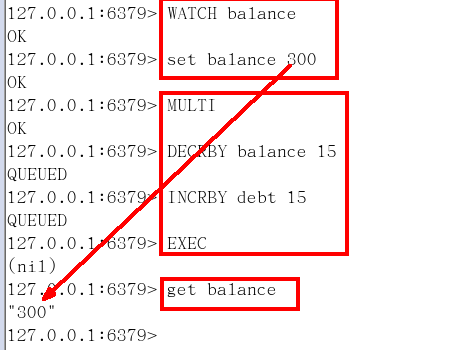 127.0.0.1:6379> WATCH balance
OK
127.0.0.1:6379> set balance 300
OK
127.0.0.1:6379> MULTI
OK
127.0.0.1:6379> DECRBY balance 15
QUEUED
127.0.0.1:6379> INCRBY debt 15
QUEUED
127.0.0.1:6379> EXEC
(nil)
127.0.0.1:6379> get balance
"300"
127.0.0.1:6379>